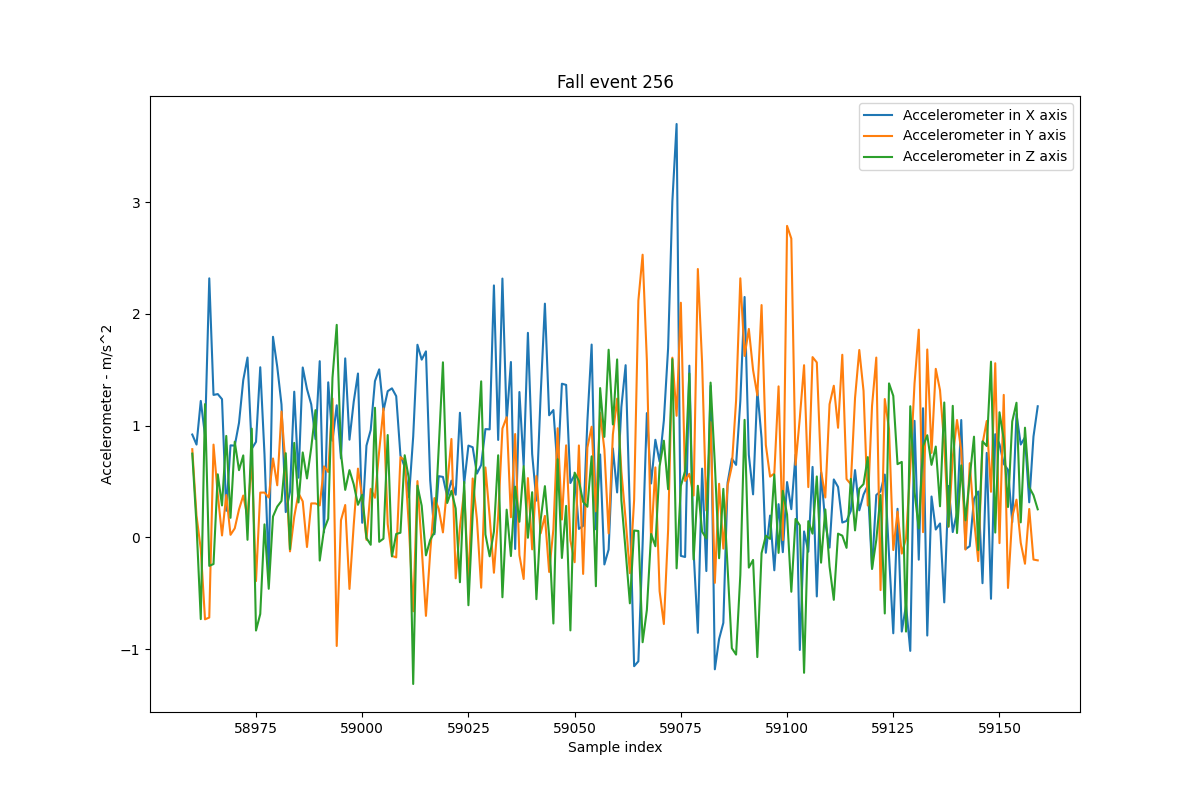 Fall event 256
Accelerometer in X axis
Accelerometer in Y axis
Accelerometer in Z axis
Accelerometer - m/s^2
3
2
1
0
−1
58975 59000 59025 59050 59075 59100 59125 59150
Sample index